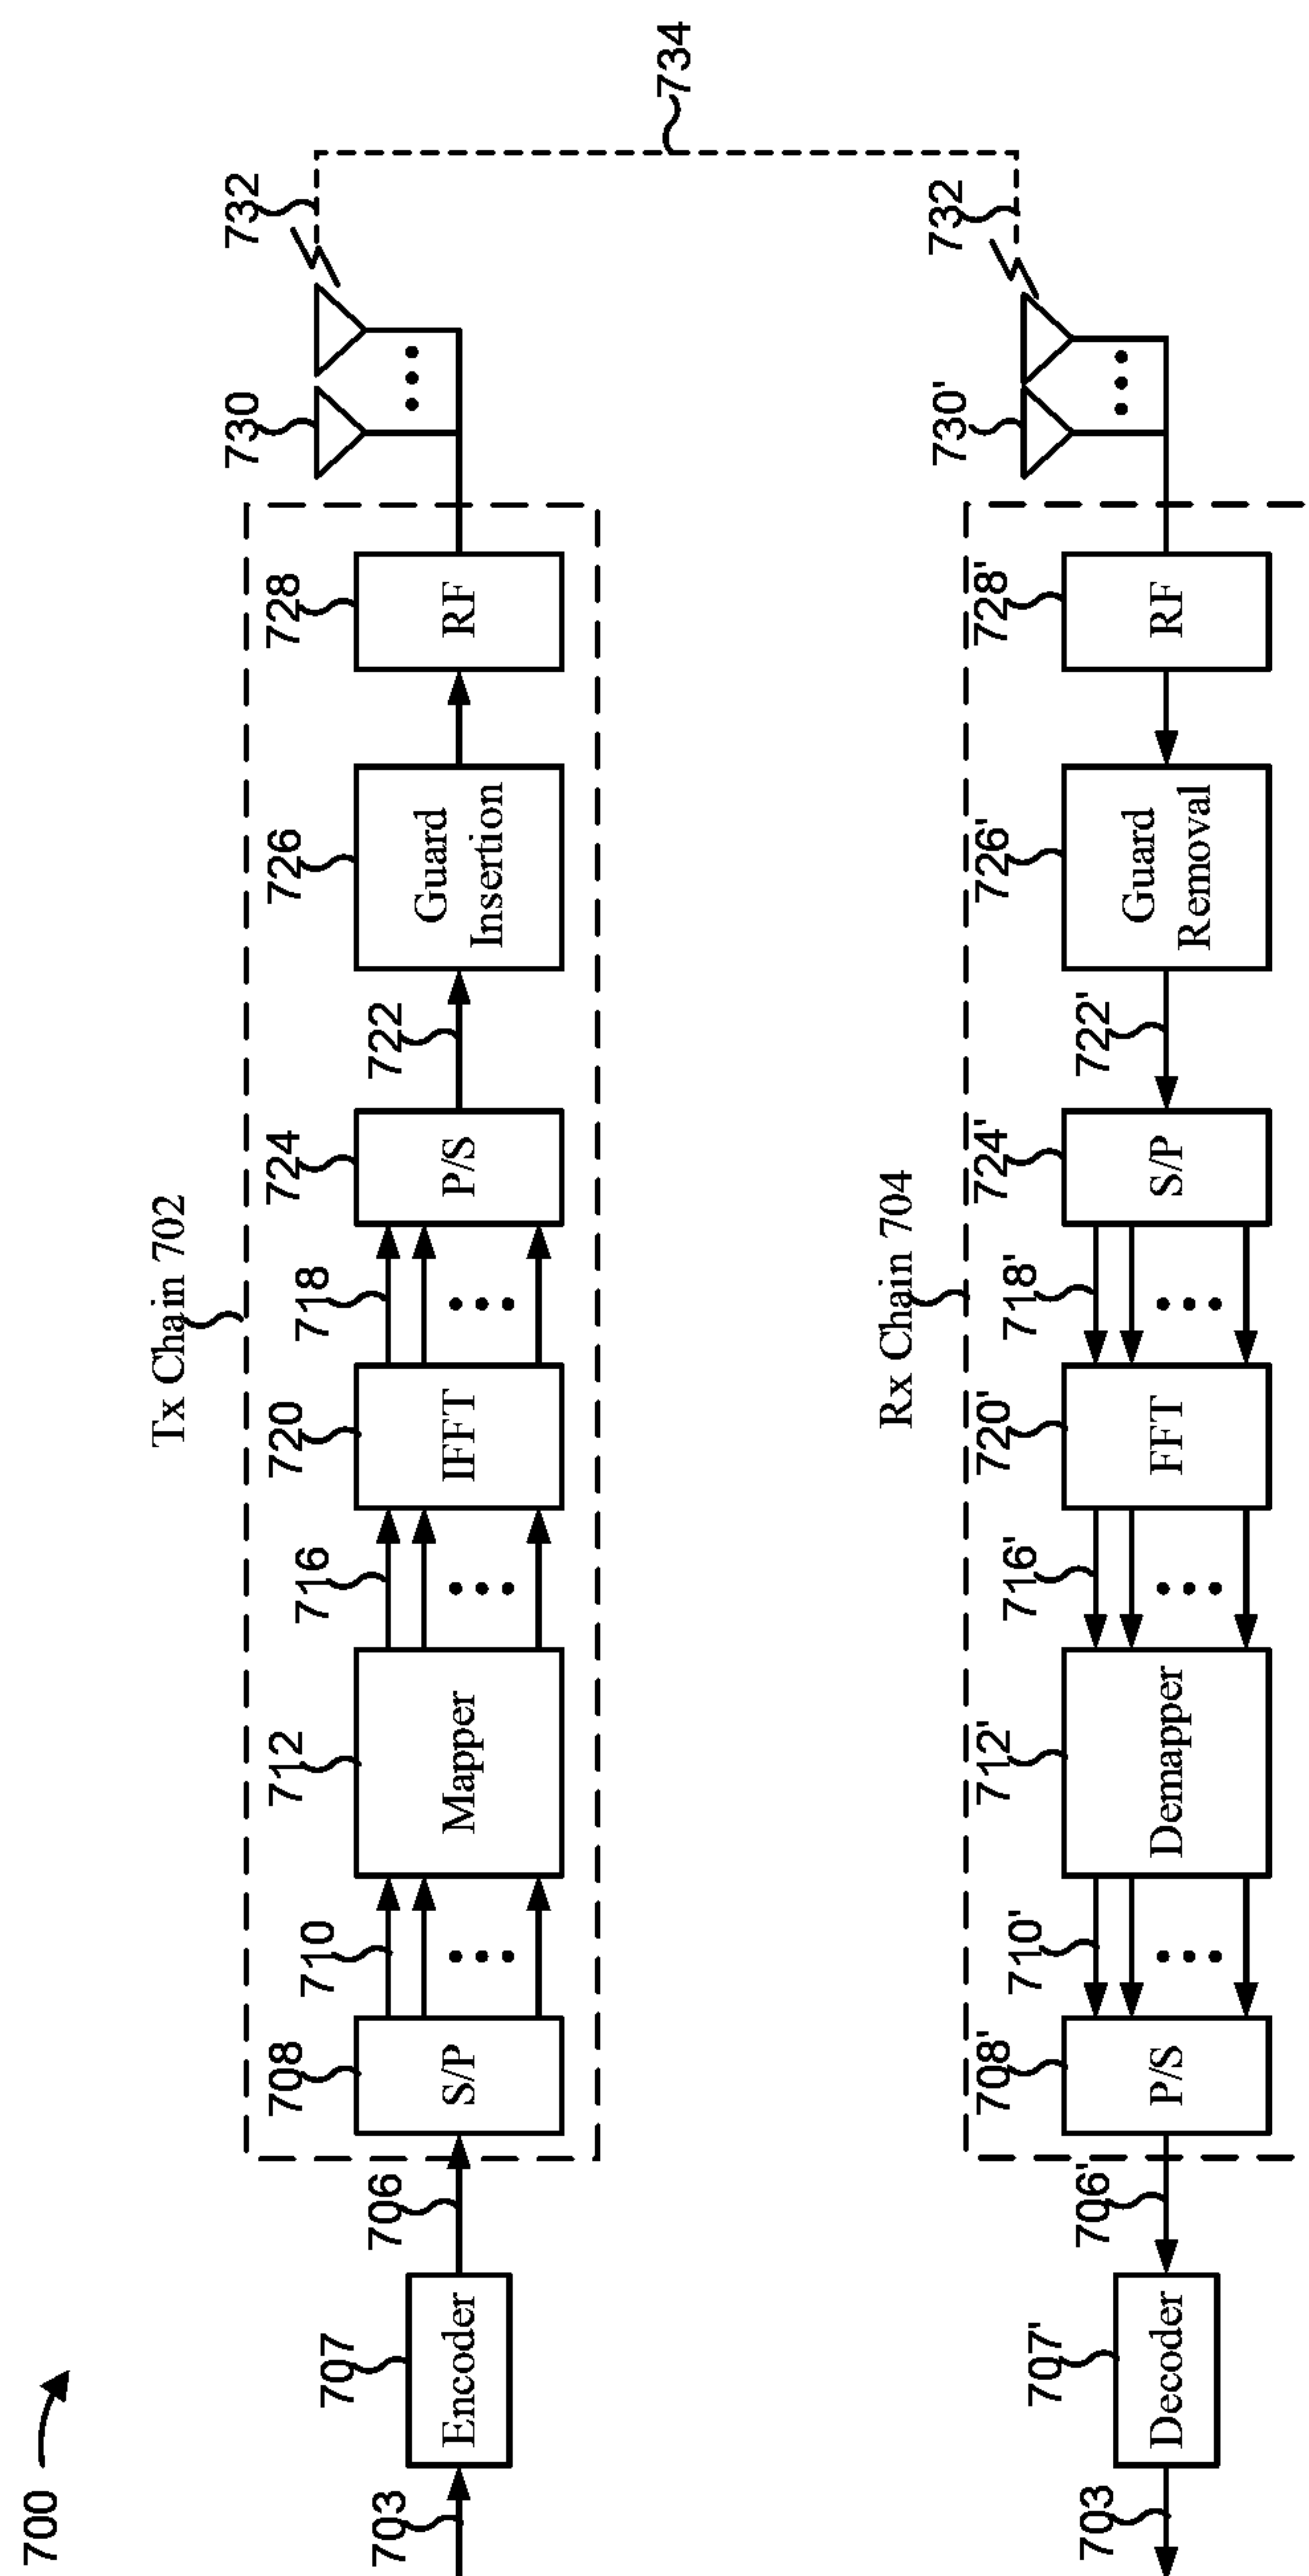 700
Tx Chain 702
703
707
Encoder
706
708
S/P
710
712
Mapper
716
720
IFFT
718
724
P/S
722
726
Guard
Insertion
728
RF
730
732
734
Rx Chain 704
703
707'
Decoder
706'
708'
P/S
710'
712'
Demapper
716'
720'
FFT
718'
724'
S/P
722'
726'
Guard
Removal
728'
RF
730'
732